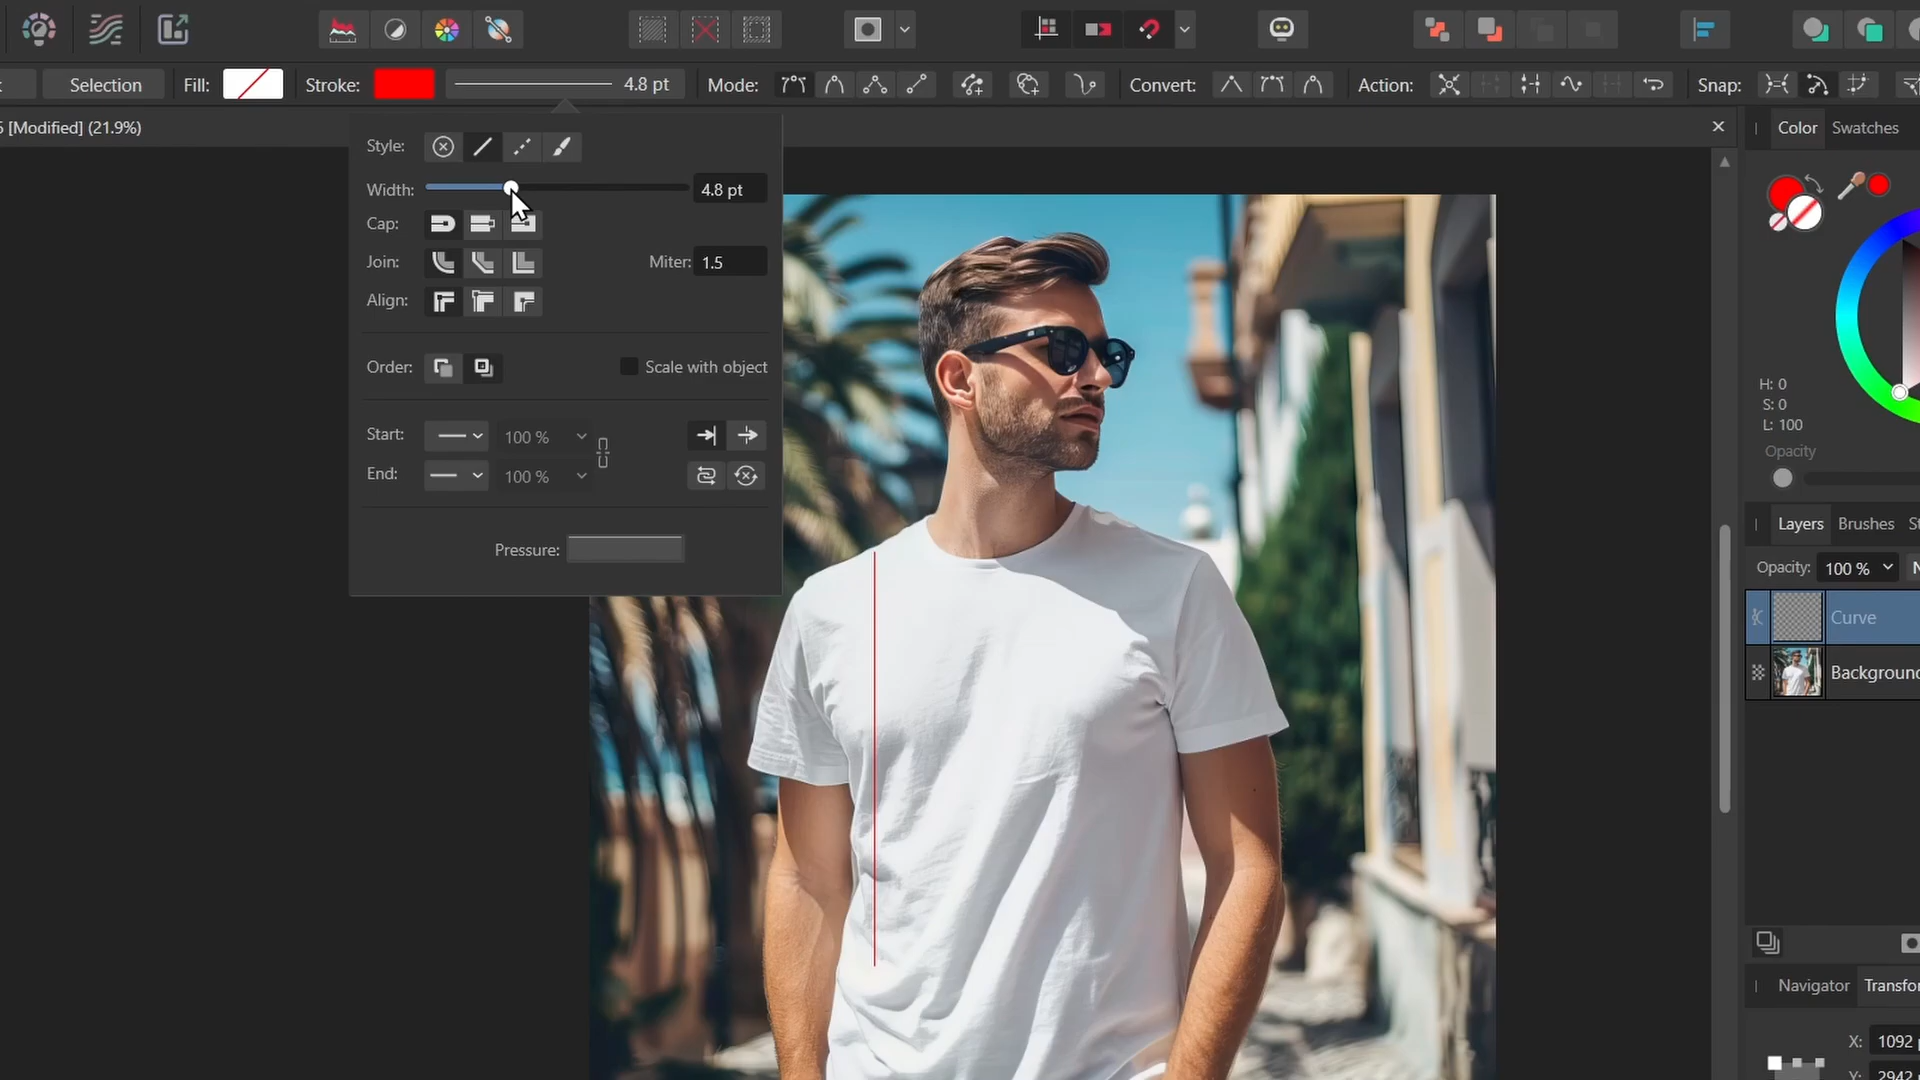 Selection Fill: Stroke: 4.8 pt Mode: Convert: Action: Snap:
[Modified] (21.9%)
Color Swatches
Style:
Width: 4.8 pt
Cap:
Join: Miter: 1.5
Align:
Order: Scale with object
Start: 100 %
End: 100 %
Pressure:
H: 0
S: 0
L: 100
Opacity
Layers Brushes
Opacity: 100 %
Curve
Background
Navigator
X: 1092
Y: 2942